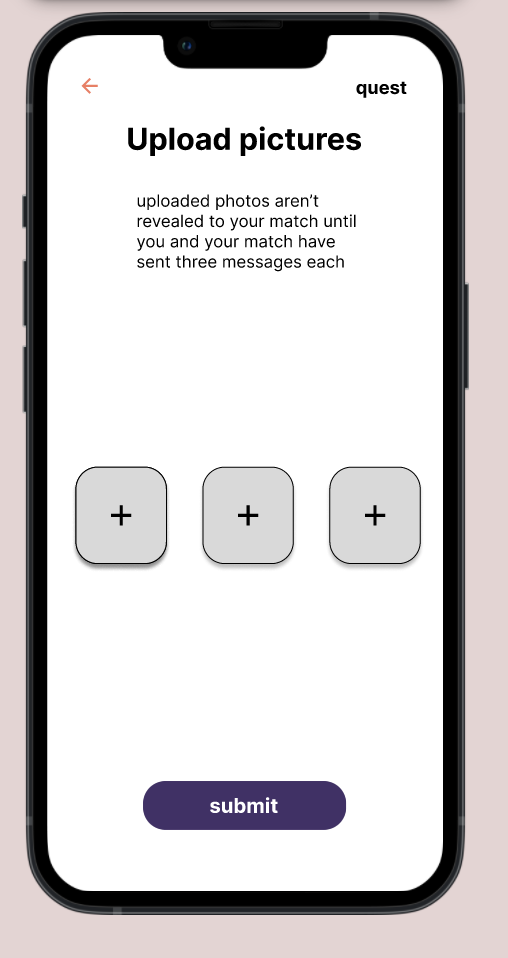 quest
Upload pictures
uploaded photos aren’t
revealed to your match until
you and your match have
sent three messages each
+ + +
submit